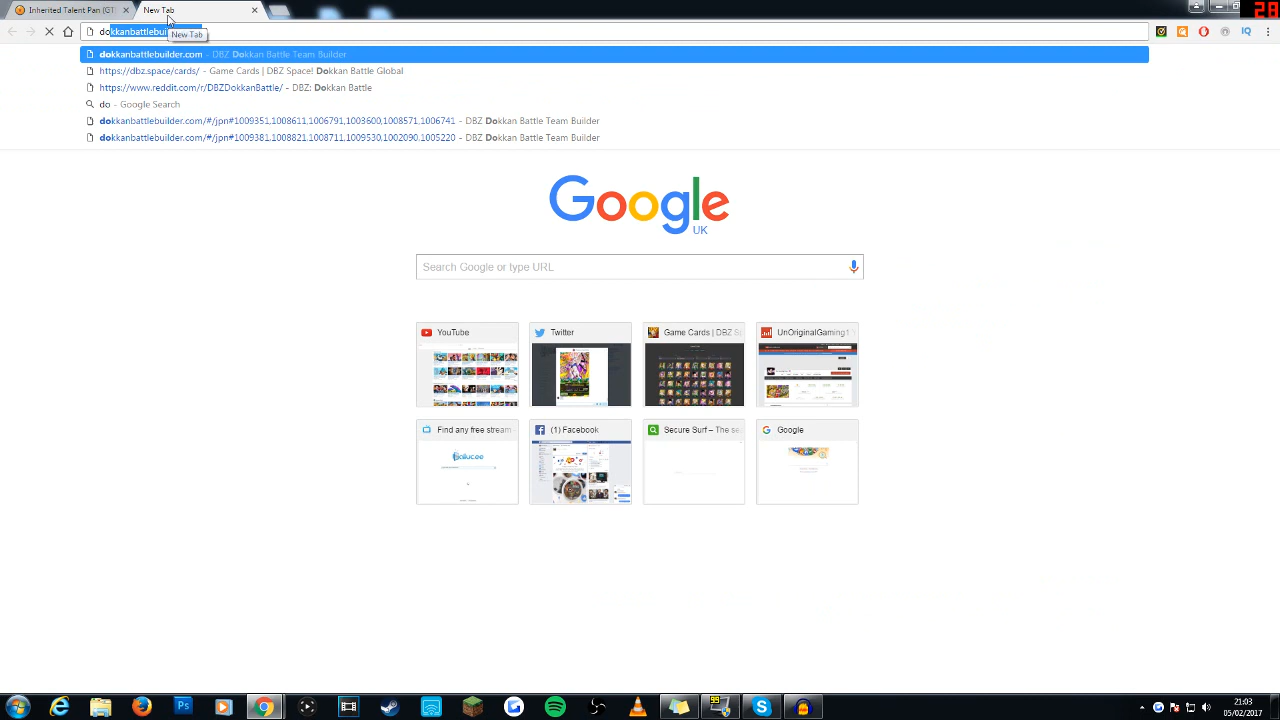 Inherited Talent Pan (GT)
New Tab
28
dokkanbattlebuil
New Tab
dokkanbattlebuilder.com - DBZ Dokkan Battle Team Builder
https://dbz.space/cards/ - Game Cards | DBZ Space! Dokkan Battle Global
https://www.reddit.com/r/DBZDokkanBattle/ - DBZ: Dokkan Battle
do - Google Search
dokkanbattlebuilder.com/#/jpn#1009351,1008611,1006791,1003600,1008571,1006741 - DBZ Dokkan Battle Team Builder
dokkanbattlebuilder.com/#/jpn#1009381,1008821,1008711,1009530,1002090,1005220 - DBZ Dokkan Battle Team Builder
Google
UK
Search Google or type URL
YouTube
Twitter
Game Cards | DBZ S
UnOriginalGaming1
Find any free stream -
(1) Facebook
Secure Surf – The se
Google
IQ
Ps
99
21:03
05/02/2017